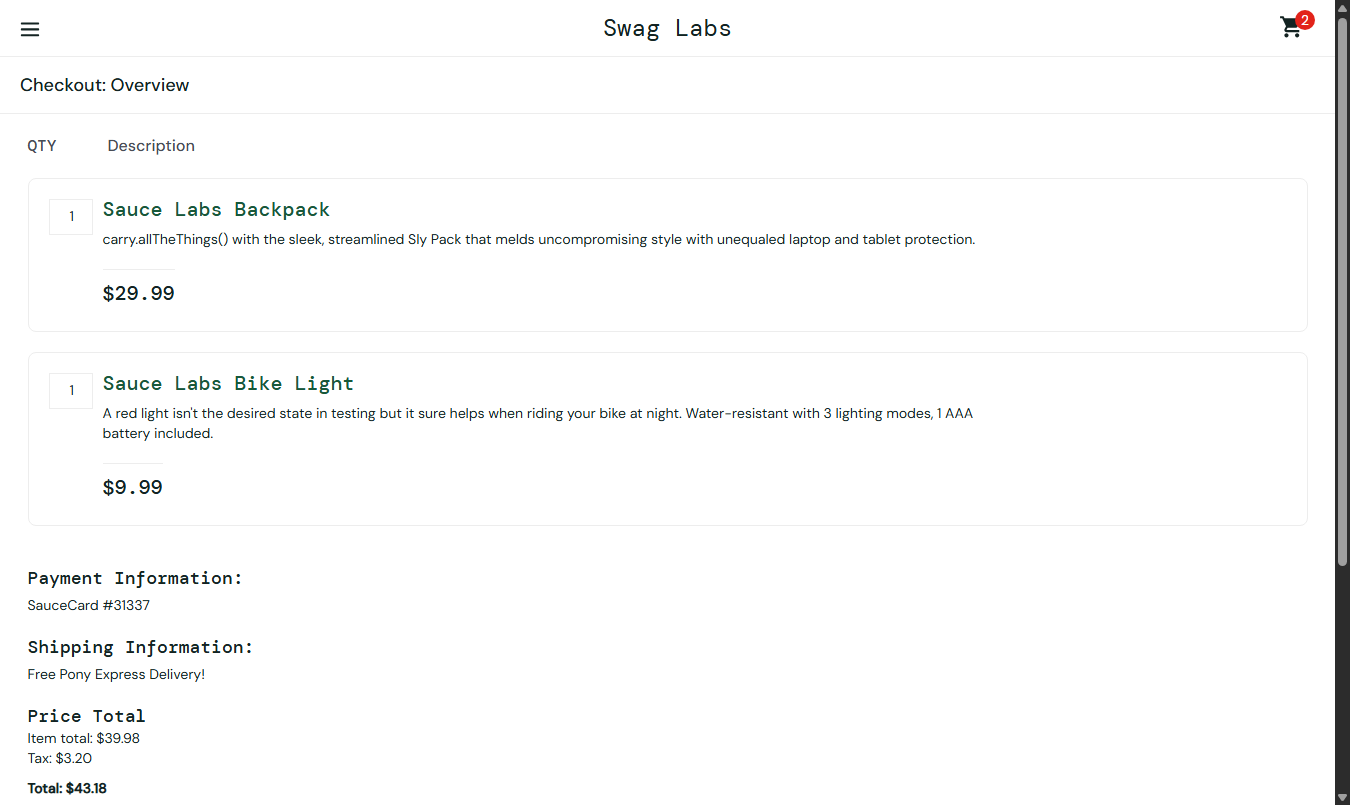 Swag Labs
2
Checkout: Overview
QTY Description
1
Sauce Labs Backpack
carry.allTheThings() with the sleek, streamlined Sly Pack that melds uncompromising style with unequaled laptop and tablet protection.
$29.99
1
Sauce Labs Bike Light
A red light isn't the desired state in testing but it sure helps when riding your bike at night. Water-resistant with 3 lighting modes, 1 AAA
battery included.
$9.99
Payment Information:
SauceCard #31337
Shipping Information:
Free Pony Express Delivery!
Price Total
Item total: $39.98
Tax: $3.20
Total: $43.18